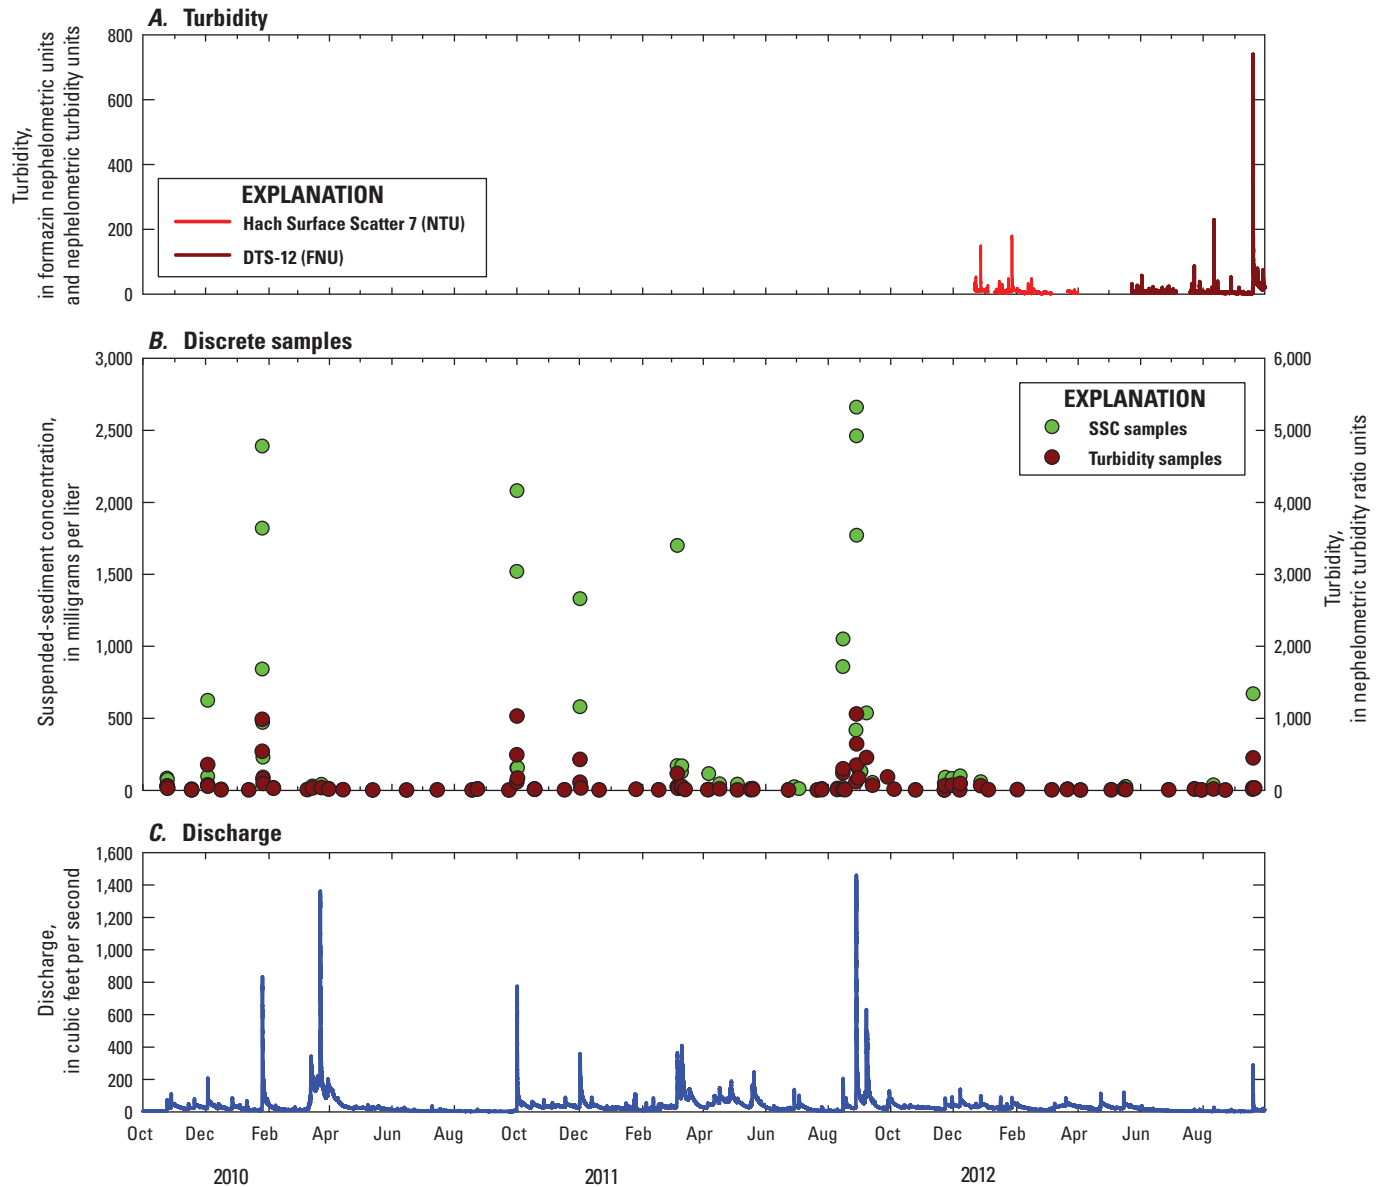 A. Turbidity
Turbidity,
in formazin nephelometric units
and nephelometric turbidity units
800
600
400
200
0
EXPLANATION
Hach Surface Scatter 7 (NTU)
DTS-12 (FNU)
B. Discrete samples
Suspended-sediment concentration,
in milligrams per liter
3,000
2,500
2,000
1,500
1,000
500
0
EXPLANATION
SSC samples
Turbidity samples
6,000
5,000
4,000
3,000
2,000
1,000
0
Turbidity,
in nephelometric turbidity ratio units
C. Discharge
Discharge,
in cubic feet per second
1,600
1,400
1,200
1,000
800
600
400
200
0
Oct Dec Feb Apr Jun Aug Oct Dec Feb Apr Jun Aug Oct Dec Feb Apr Jun Aug
2010 2011 2012